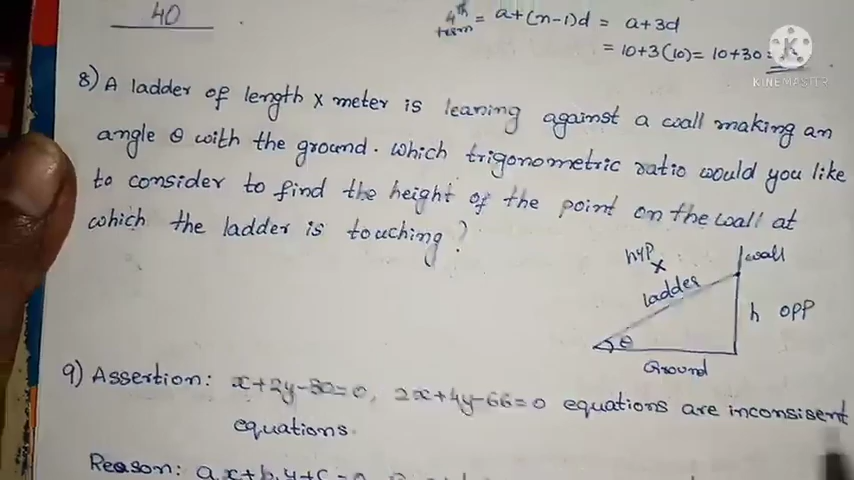 40
4th term = a+(n-1)d = a+3d
= 10+3(10) = 10+30 =
KINEMASTER
8) A ladder of length x meter is leaning against a wall making an
angle θ with the ground. which trigonometric ratio would you like
to consider to find the height of the point on the wall at
which the ladder is touching?
hyp
x
wall
ladder
h opp
θ
Ground
9) Assertion: x+2y-30=0, 2x+4y-66=0 equations are inconsisent
equations.
Reason: